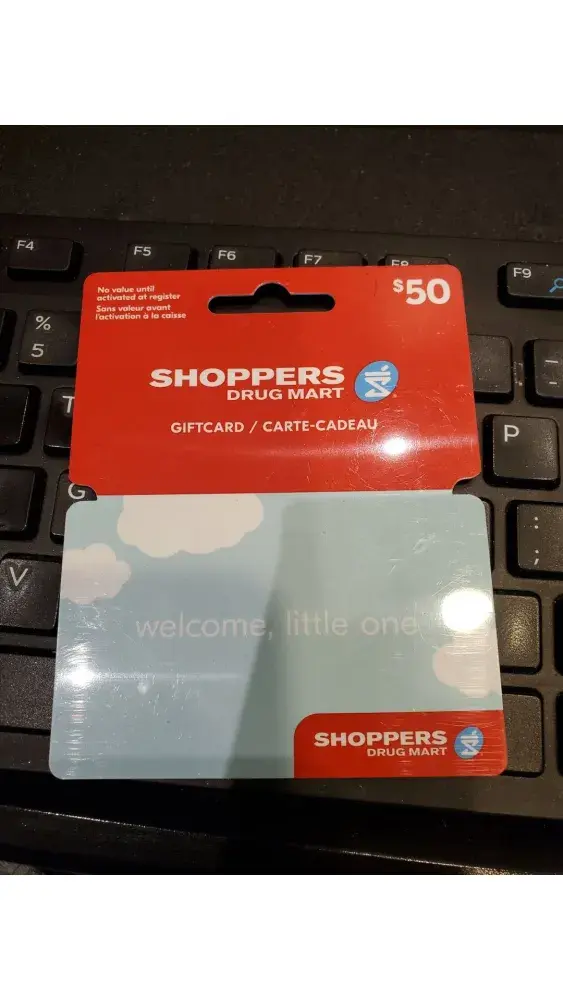 F4
F5
F6
F7
F8
F9
%
5
T
G
V
P
:
;
-
No value until
activated at register
Sans valeur avant
l'activation à la caisse
$50
SHOPPERS
DRUG MART
GIFTCARD / CARTE-CADEAU
welcome, little one
SHOPPERS
DRUG MART